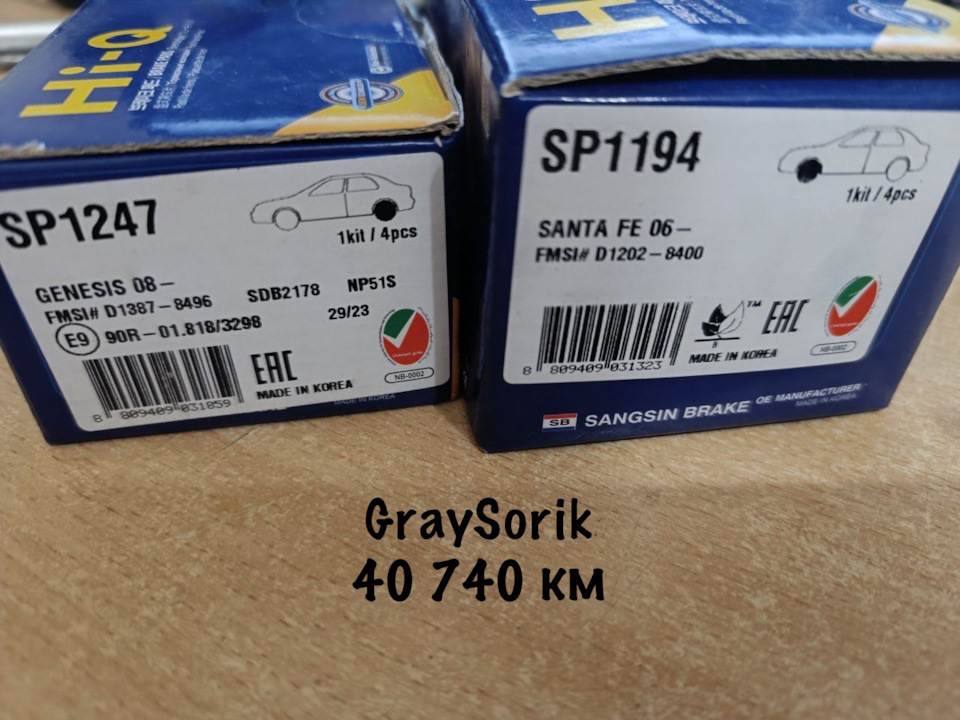 Hi-Q
BRAKE PADS
SP1247
1kit / 4pcs
GENESIS 08-
FMSI# D1387-8496
SDB2178 NP51S
29/23
E9 90R-01.818/3298
EAC
NB-0002
8 809409 031859
MADE IN KOREA
MADE IN KOREA
SP1194
1kit / 4pcs
SANTA FE 06-
FMSI# D1202-8400
TM
B
EAC
NB-0002
8 809409 031323
MADE IN KOREA
SB SANGSIN BRAKE OE MANUFACTURER
MADE IN KOREA
GraySorik
40 740 км